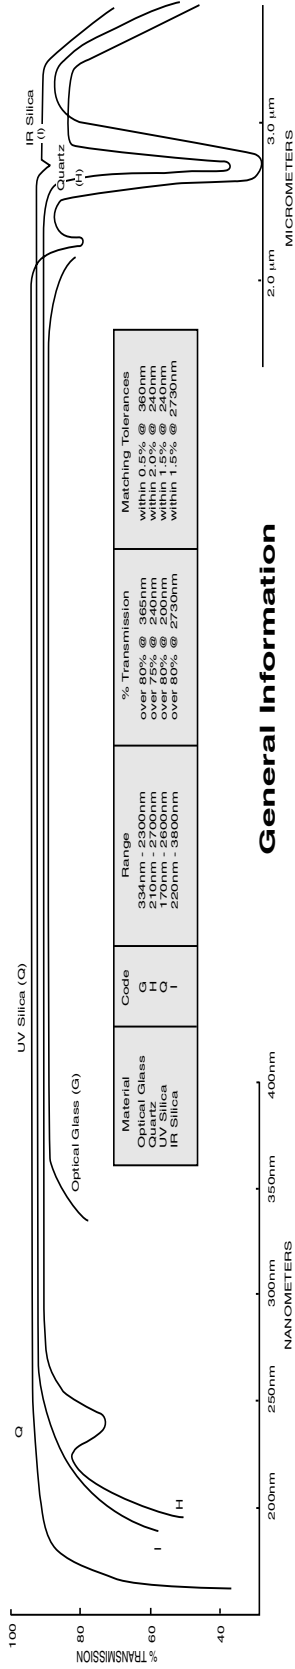 100
80
60
40
% TRANSMISSION
Q
UV Silica (Q)
IR Silica
(I)
Quartz
(H)
I
H
Optical Glass (G)
Material Code Range % Transmission Matching Tolerances
Optical Glass G 334nm - 2300nm over 80% @ 365nm within 0.5% @ 360nm
Quartz H 210nm - 2700nm over 75% @ 240nm within 2.0% @ 240nm
UV Silica Q 170nm - 2600nm over 80% @ 200nm within 1.5% @ 240nm
IR Silica I 220nm - 3800nm over 80% @ 2730nm within 1.5% @ 2730nm
200nm 250nm 300nm 350nm 400nm 2.0 µm 3.0 µm
NANOMETERS
MICROMETERS
General Information